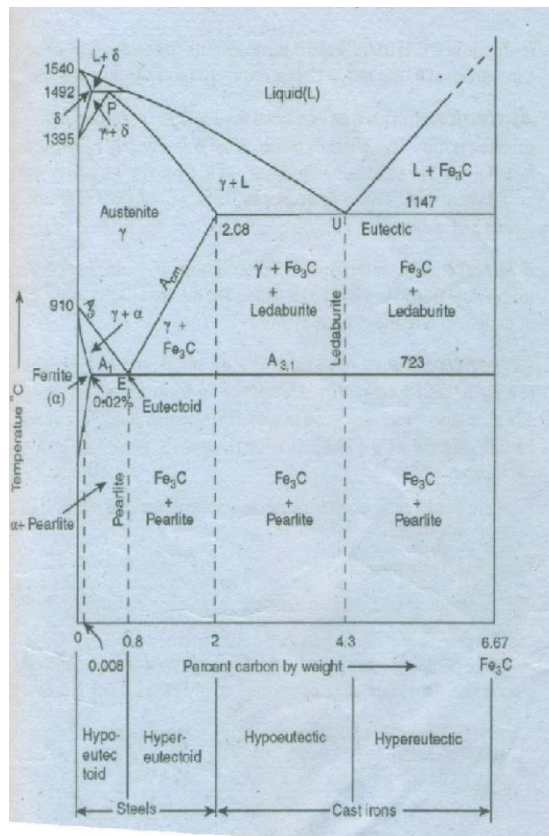 L+ δ
1540
1492
δ
P
γ+δ
1395
Liquid(L)
γ+L
L + Fe₃C
1147
Austenite
γ
2.08
U
Eutectic
Acm
γ + Fe₃C
+
Ledaburite
Fe₃C
+
Ledaburite
Ledaburite
910
A₃
γ+α
γ +
Fe₃C
Temperatue °C
Ferrite
(α)
A₁
E
A₃,₁
723
0.02%
Eutectoid
α+ Pearlite
Pearlite
Fe₃C
+
Pearlite
Fe₃C
+
Pearlite
Fe₃C
+
Pearlite
0
0.8
2
4.3
6.67
0.008
Percent carbon by weight
Fe₃C
Hypo-
eutec
toid
Hyper-
eutectoid
Hypoeutectic
Hypereutectic
Steels
Cast irons